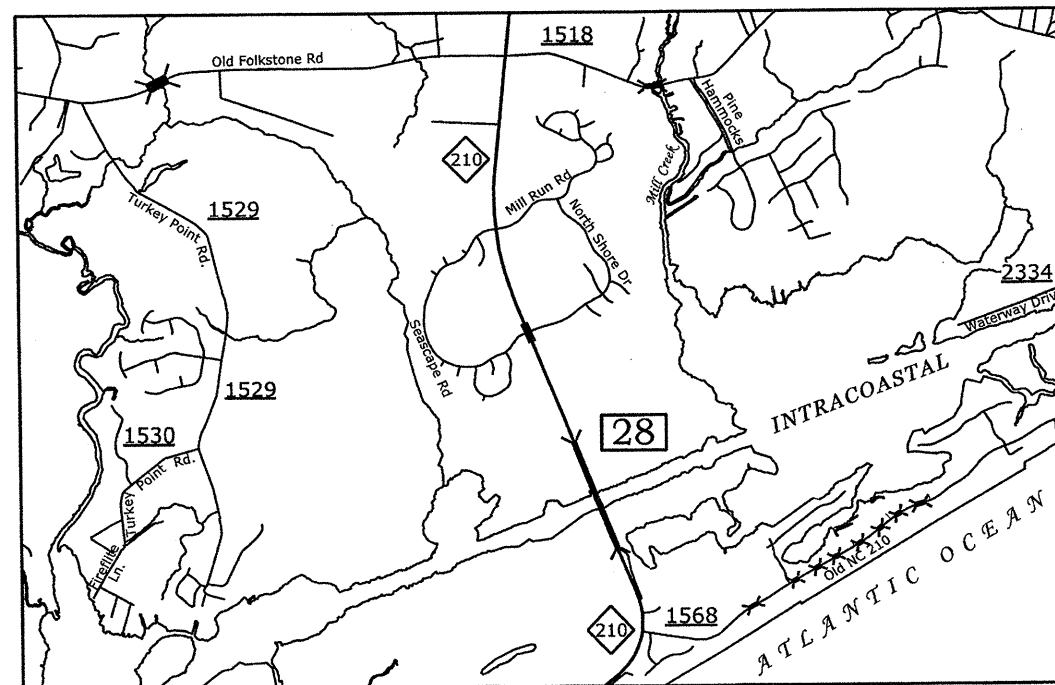 1518
Old Folkstone Rd
Pine
Hammocks
210
Mill Creek
Mill Run Rd
North Shore Dr.
Turkey Point Rd.
1529
2334
Waterway Driv
Seascape Rd
INTRACOASTAL
1529
28
1530
Turkey Point Rd.
Fireflite
Ln.
Old NC 210
ATLANTIC OCEAN
210
1568